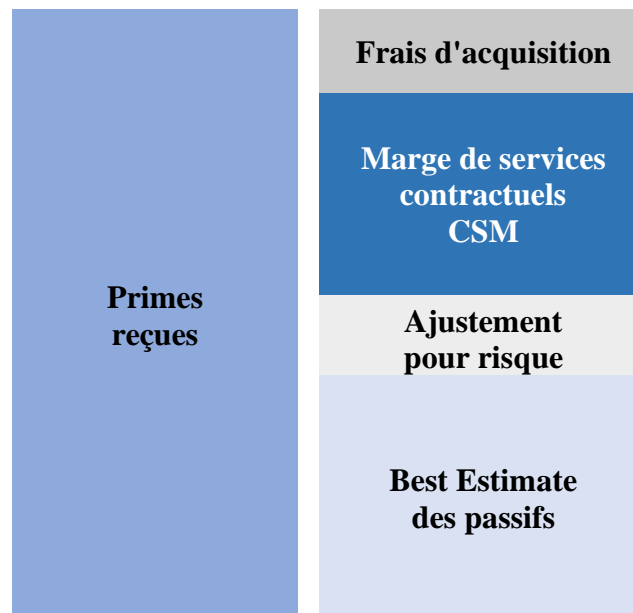 Primes
reçues
Frais d'acquisition
Marge de services
contractuels
CSM
Ajustement
pour risque
Best Estimate
des passifs